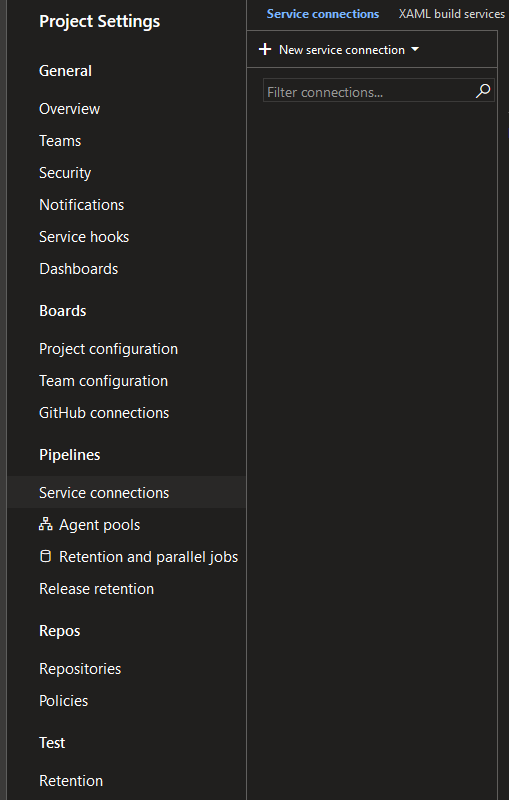 Project Settings
General
Overview
Teams
Security
Notifications
Service hooks
Dashboards
Boards
Project configuration
Team configuration
GitHub connections
Pipelines
Service connections
Agent pools
Retention and parallel jobs
Release retention
Repos
Repositories
Policies
Test
Retention
Service connections XAML build services
New service connection
Filter connections...